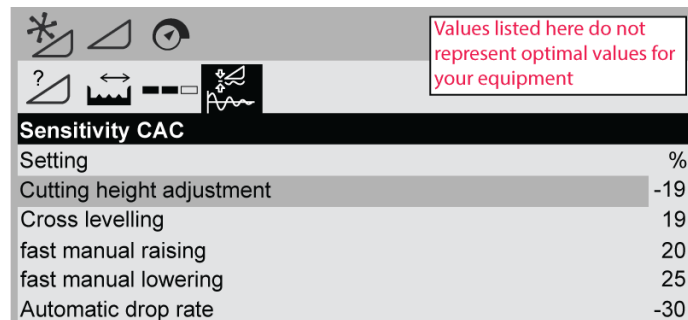 Values listed here do not
represent optimal values for
your equipment
?
Sensitivity CAC
Setting %
Cutting height adjustment -19
Cross levelling 19
fast manual raising 20
fast manual lowering 25
Automatic drop rate -30